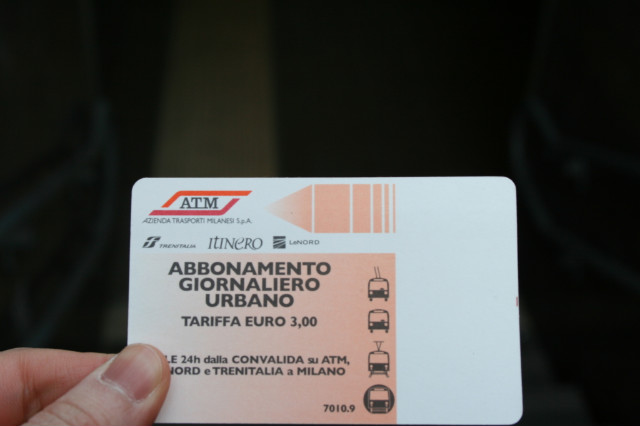 ATM
AZIENDA TRASPORTI MILANESI S.p.A.
TRENITALIA ITINERO LeNORD
ABBONAMENTO
GIORNALIERO
URBANO
TARIFFA EURO 3,00
LE 24h dalla CONVALIDA su ATM,
NORD e TRENITALIA a MILANO
7010.9